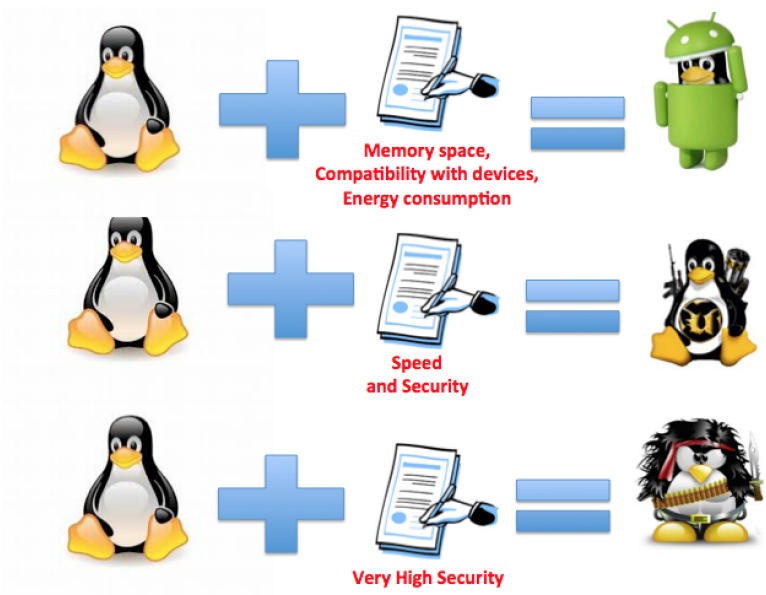 Memory space,
Compatibility with devices,
Energy consumption
Speed
and Security
Very High Security